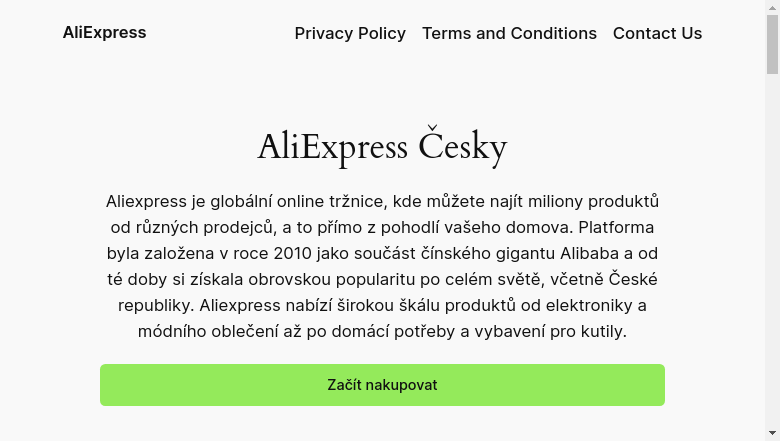 AliExpress
Privacy Policy
Terms and Conditions
Contact Us
AliExpress Česky
Aliexpress je globální online tržnice, kde můžete najít miliony produktů
od různých prodejců, a to přímo z pohodlí vašeho domova. Platforma
byla založena v roce 2010 jako součást čínského gigantu Alibaba a od
té doby si získala obrovskou popularitu po celém světě, včetně České
republiky. Aliexpress nabízí širokou škálu produktů od elektroniky a
módního oblečení až po domácí potřeby a vybavení pro kutily.
Začít nakupovat